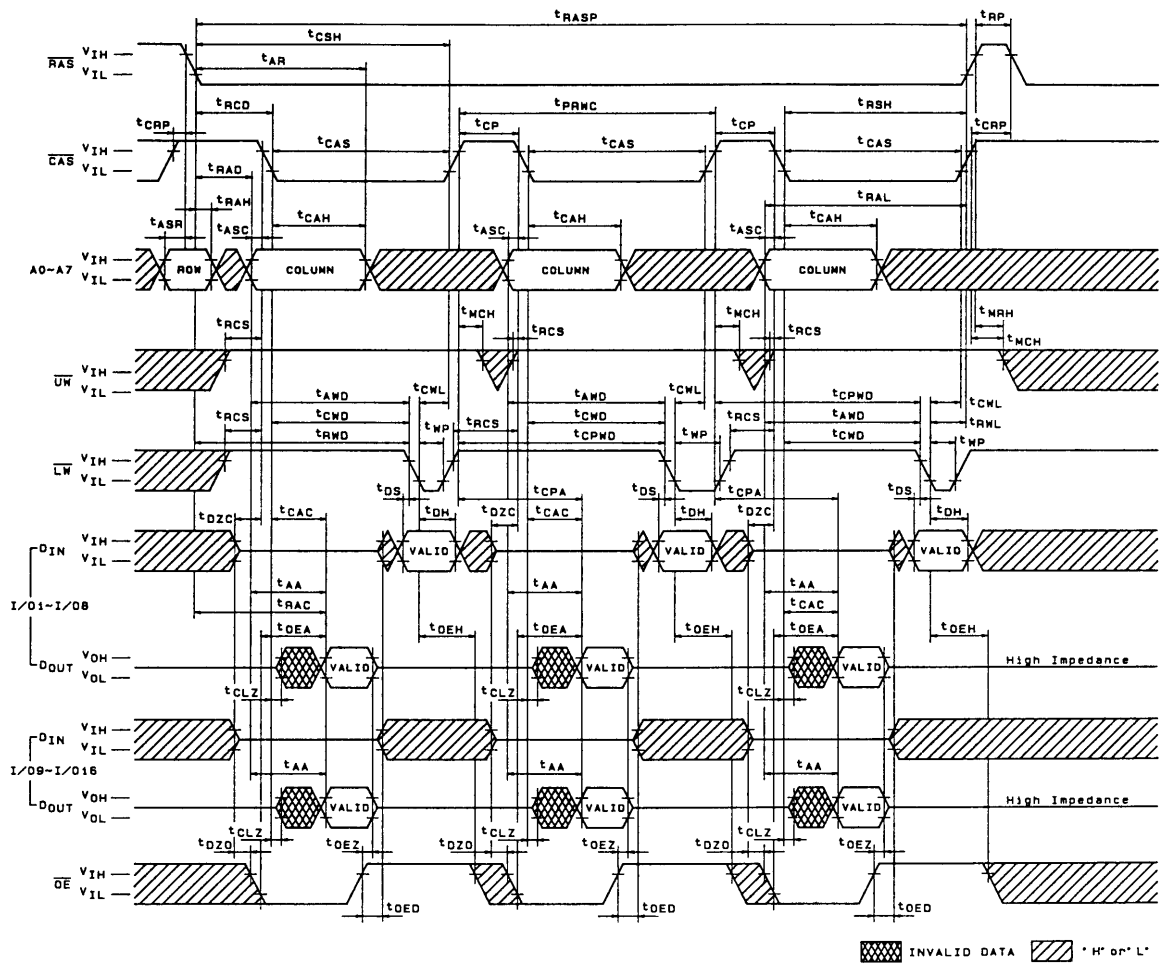 tRASP tRP
tCSH
tAR
RAS VIH
VIL
tRCD tPRWC tRSH
tCRP tCP tCP tCRP
CAS VIH
VIL
tCAS tCAS tCAS
tRAD tRAL
tRAH
tASR tASC tCAH tASC tCAH tASC tCAH
A0~A7 VIH
VIL
ROW COLUMN COLUMN COLUMN
tRCS tMCH tRCS tMCH tRCS tMRH
tMCH
UW VIH
VIL
tAWD tCWL tAWD tCWL tCPWD tCWL
tRCS tCWD tRCS tCWD tRCS tAWD tRWL
tRWD tWP tCPWD tWP tCWD tWP
LW VIH
VIL
tDS tCPA tDS tCPA tDS
tDZC tCAC tDH tDZC tCAC tDH tDZC tDH
DIN VIH
VIL
VALID VALID VALID
I/O1~I/O8
tAA tAA tAA
tRAC tCAC
tOEA tOEH tOEA tOEH tOEA tOEH
DOUT VOH
VOL
VALID VALID VALID High Impedance
tCLZ tCLZ tCLZ
DIN VIH
VIL
I/O9~I/O16
tAA tAA tAA
DOUT VOH
VOL
VALID VALID VALID High Impedance
tCLZ tCLZ tCLZ
tDZO tOEZ tDZO tOEZ tDZO tOEZ
OE VIH
VIL
tOED tOED tOED
INVALID DATA "H" or "L"